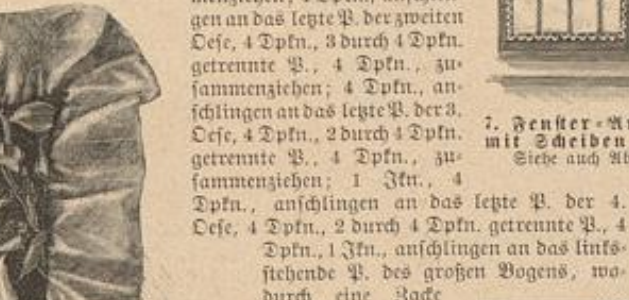 gen an das letzte P. der zweiten
Oese, 4 Dpkn., 3 durch 4 Dpkn.
getrennte P., 4 Dpkn., zu-
sammenziehen; 4 Dpkn., an-
schlingen an das letzte P. der 3.
Oese, 4 Dpkn., 2 durch 4 Dpkn.
getrennte P., 4 Dpkn., zu-
sammenziehen; 1 Jkn., 4
Dpkn., anschlingen an das letzte P. der 4.
Oese, 4 Dpkn., 2 durch 4 Dpkn. getrennte P., 4
Dpkn., 1 Jkn., anschlingen an das links-
stehende P. des großen Bogens, wo-
durch eine Zacke
7. Fenster-
mit Scheiben
Siehe auch